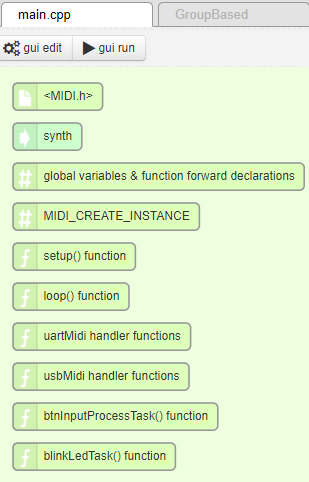 main.cpp
GroupBased
gui edit
gui run
<MIDI.h>
synth
global variables & function forward declarations
MIDI_CREATE_INSTANCE
setup() function
loop() function
uartMidi handler functions
usbMidi handler functions
btnInputProcessTask() function
blinkLedTask() function